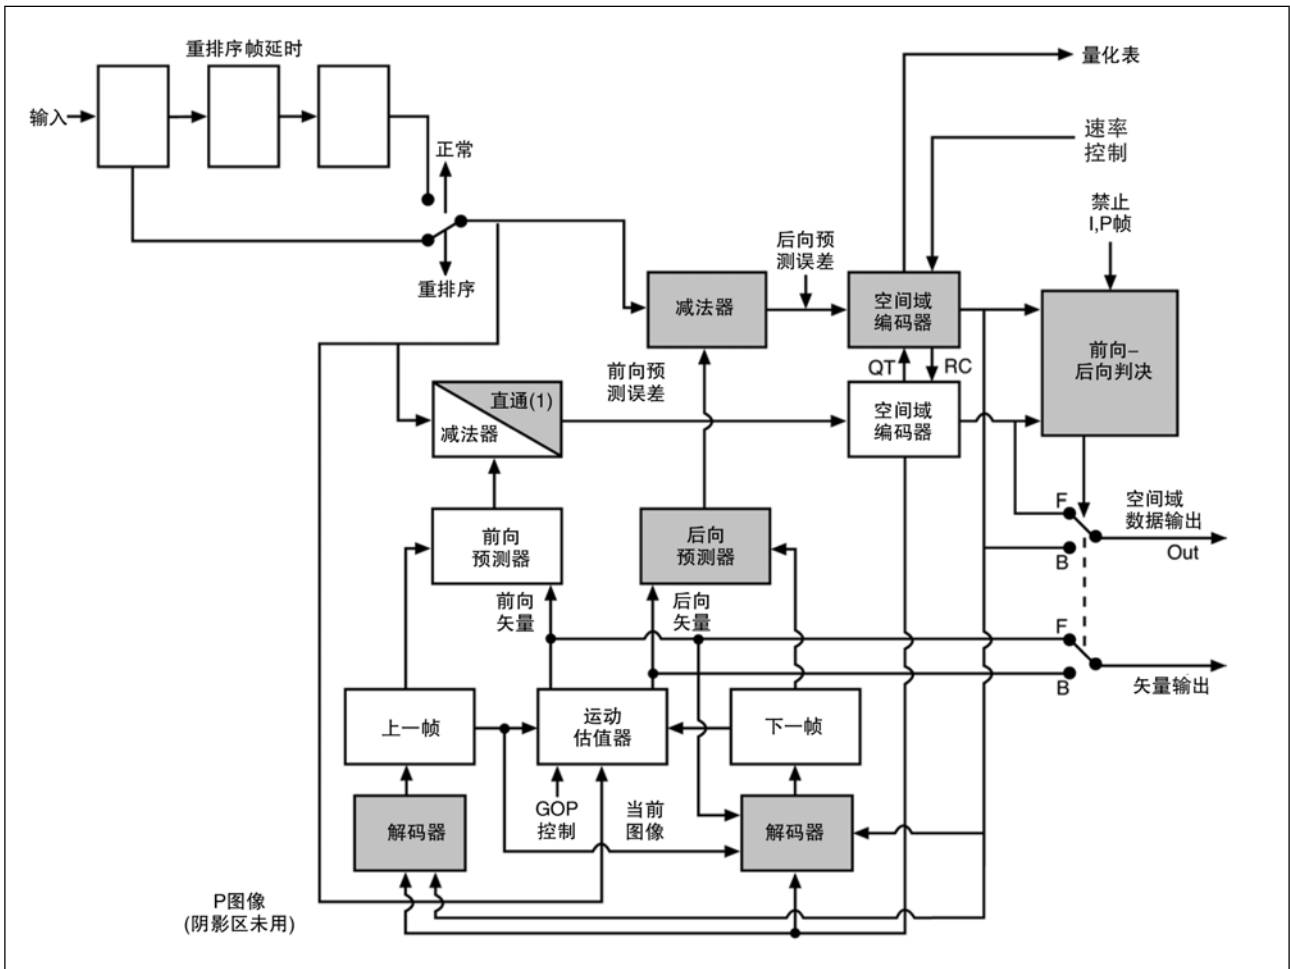 重排序帧延时
输入
正常
重排序
量化表
速率
控制
禁止
I,P帧
后向预
测误差
减法器
空间域
编码器
前向-
后向判决
QT
RC
前向预
测误差
直通(1)
减法器
空间域
编码器
前向
预测器
后向
预测器
F
空间域
数据输出
Out
B
前向
矢量
后向
矢量
F
B
矢量输出
上一帧
运动
估值器
下一帧
GOP
控制
当前
图像
解码器
解码器
P图像
(阴影区未用)